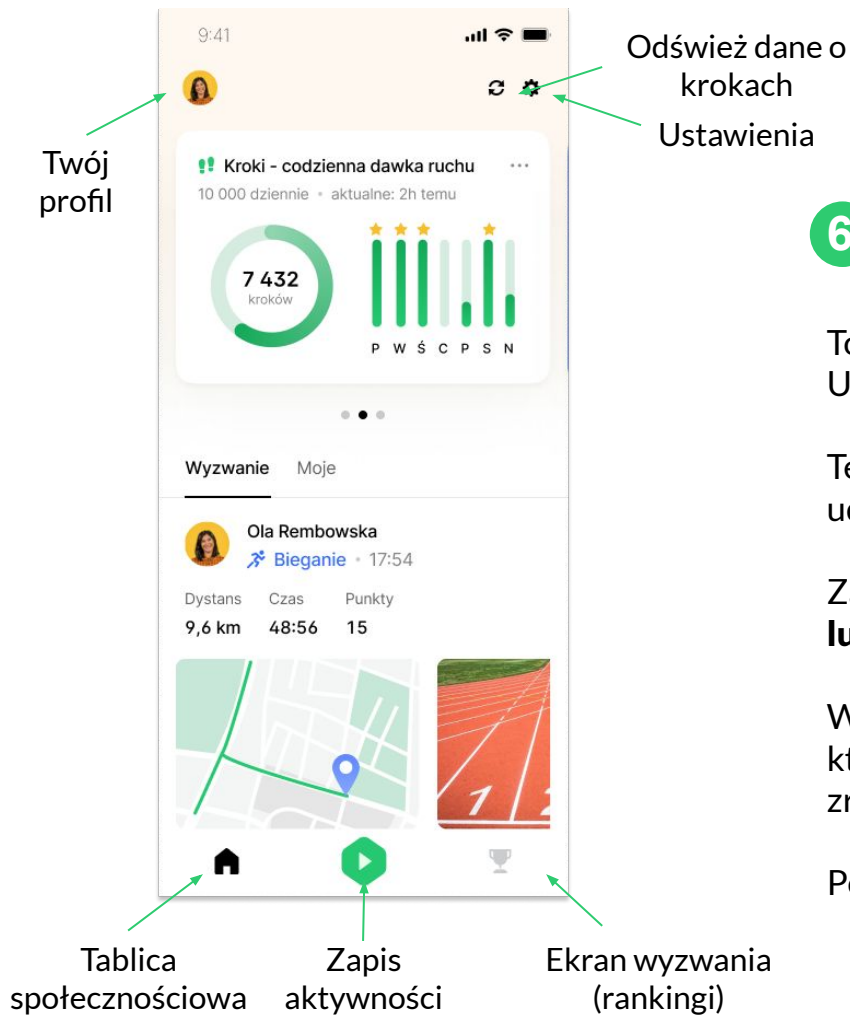 9:41
Odśwież dane o
krokach
Ustawienia
Twój
profil
Kroki - codzienna dawka ruchu
10 000 dziennie • aktualne: 2h temu
7 432
kroków
P W Ś C P S N
Wyzwanie Moje
Ola Rembowska
Bieganie • 17:54
Dystans Czas Punkty
9,6 km 48:56 15
1
Tablica
społecznościowa
Zapis
aktywności
Ekran wyzwania
(rankingi)
6